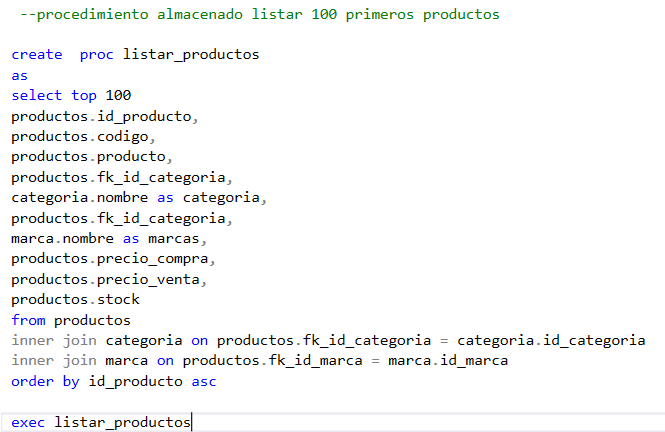 --procedimiento almacenado listar 100 primeros productos
create  proc listar_productos
as
select top 100
productos.id_producto,
productos.codigo,
productos.producto,
productos.fk_id_categoria,
categoria.nombre as categoria,
productos.fk_id_categoria,
marca.nombre as marcas,
productos.precio_compra,
productos.precio_venta,
productos.stock
from productos
inner join categoria on productos.fk_id_categoria = categoria.id_categoria
inner join marca on productos.fk_id_marca = marca.id_marca
order by id_producto asc
exec listar_productos